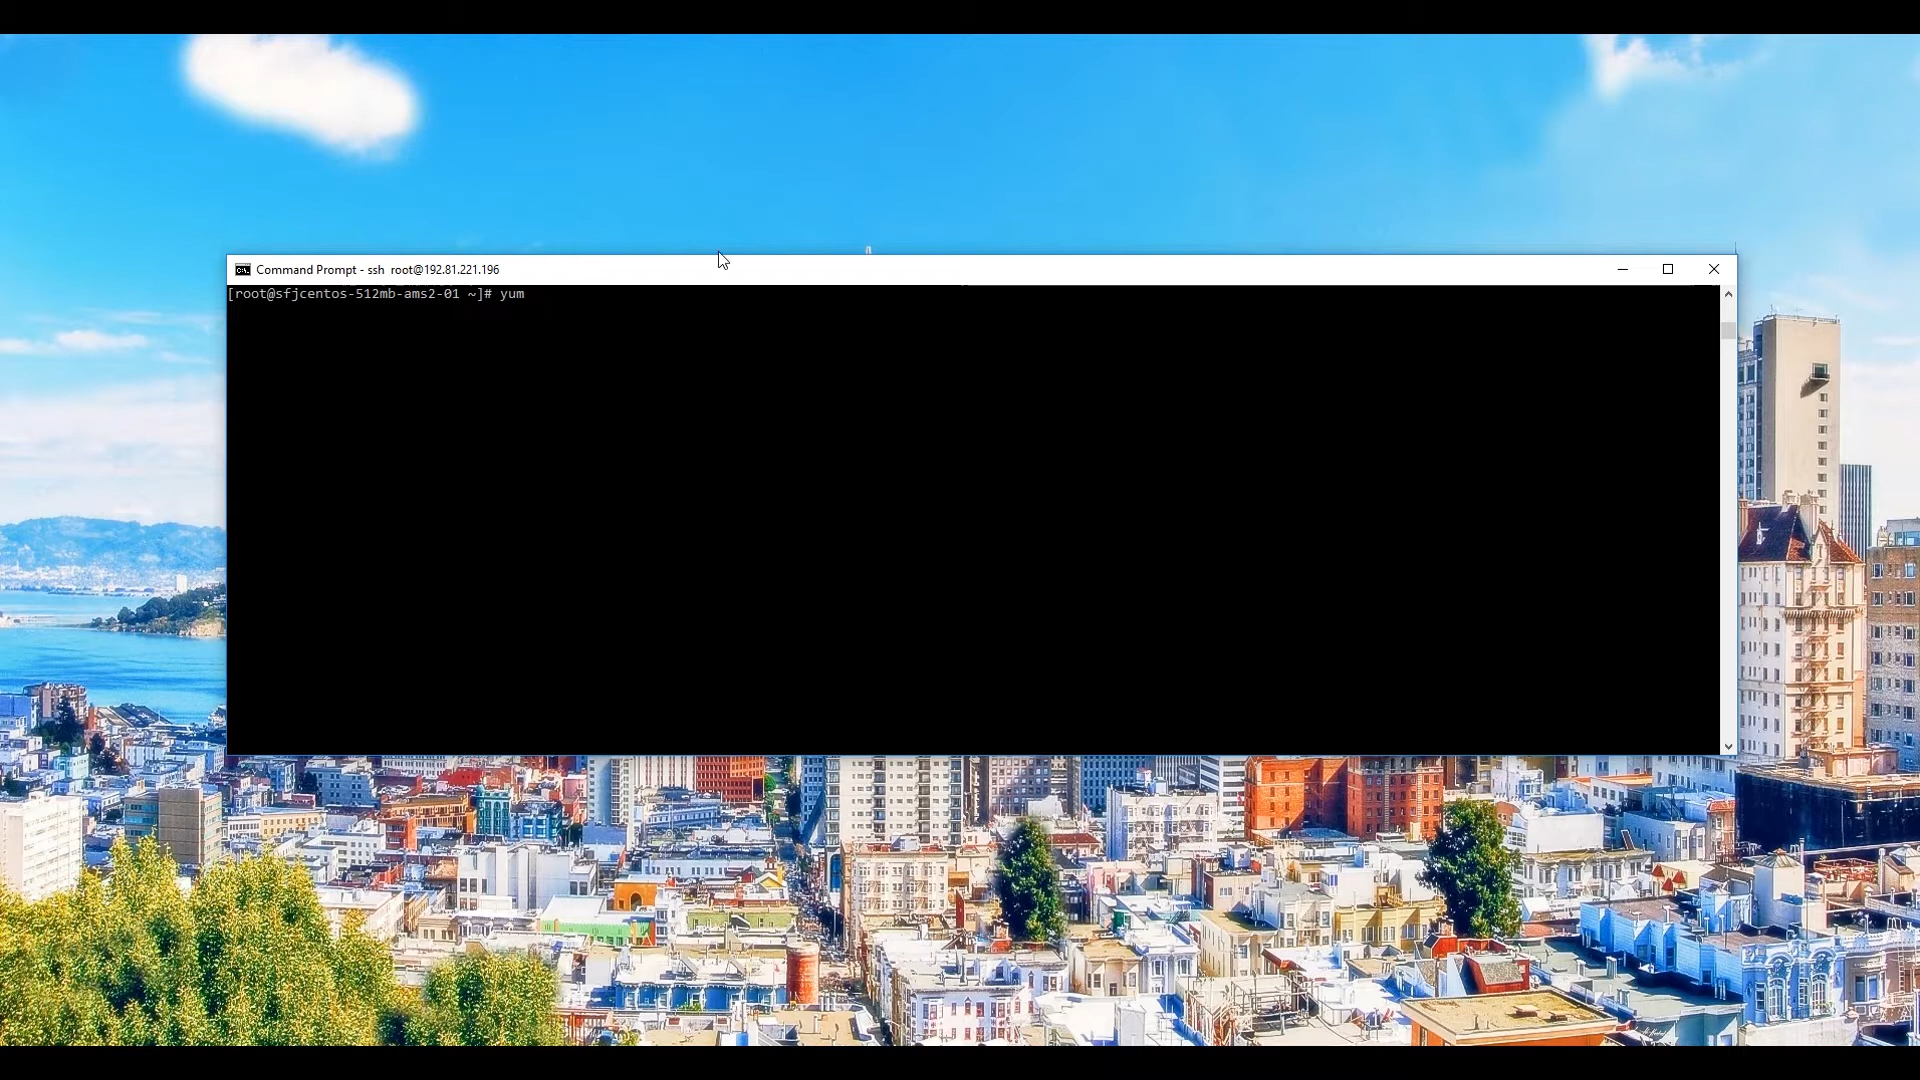 Command Prompt - ssh  root@192.81.221.196
[root@sfjcentos-512mb-ams2-01 ~]# yum